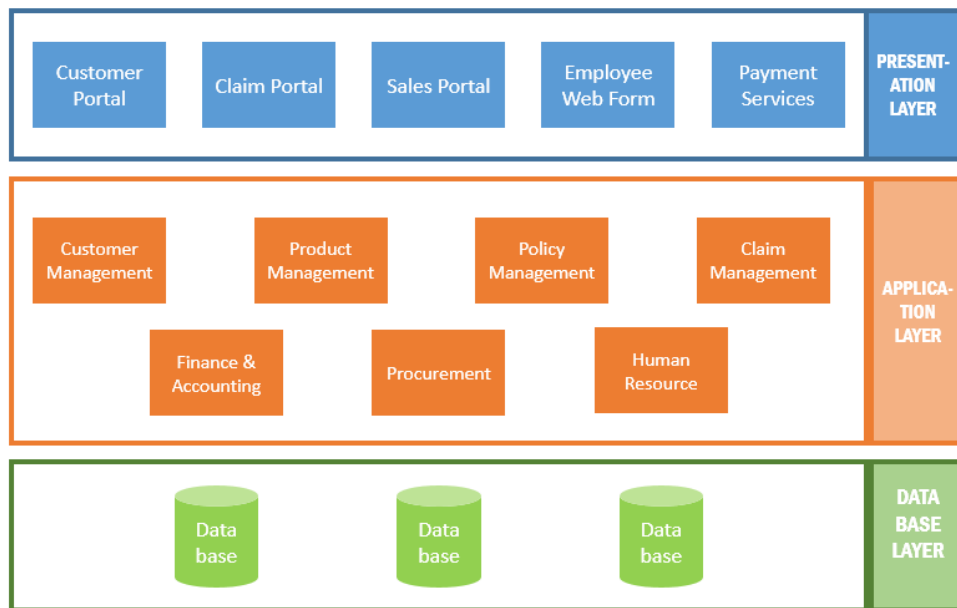 Customer
Portal
Claim Portal
Sales Portal
Employee
Web Form
Payment
Services
PRESENT-
ATION
LAYER
Customer
Management
Product
Management
Policy
Management
Claim
Management
Finance &
Accounting
Procurement
Human
Resource
APPLICA-
TION
LAYER
Data
base
Data
base
Data
base
DATA
BASE
LAYER